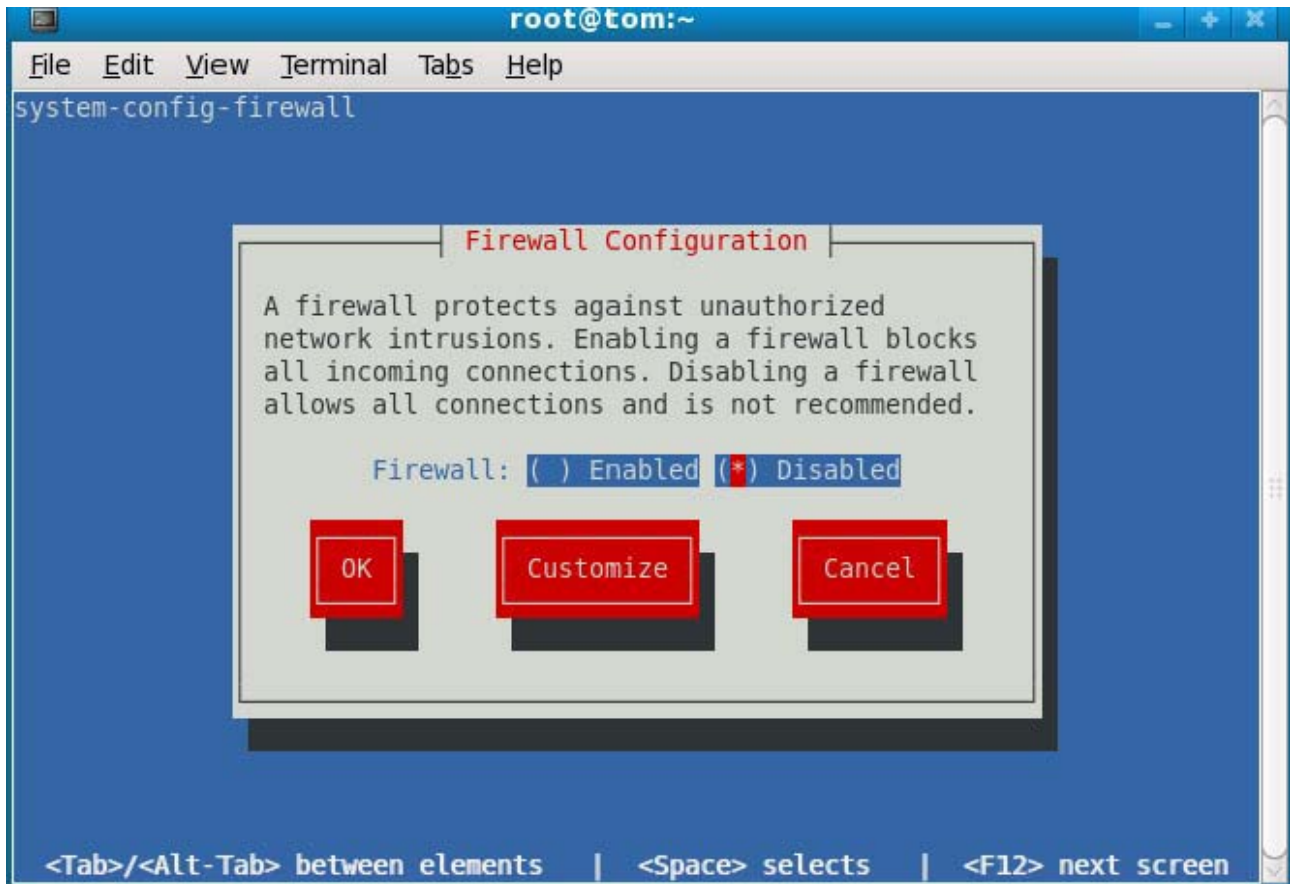 root@tom:~
File Edit View Terminal Tabs Help
system-config-firewall
Firewall Configuration
A firewall protects against unauthorized
network intrusions. Enabling a firewall blocks
all incoming connections. Disabling a firewall
allows all connections and is not recommended.
Firewall: ( ) Enabled (*) Disabled
OK Customize Cancel
<Tab>/<Alt-Tab> between elements | <Space> selects | <F12> next screen